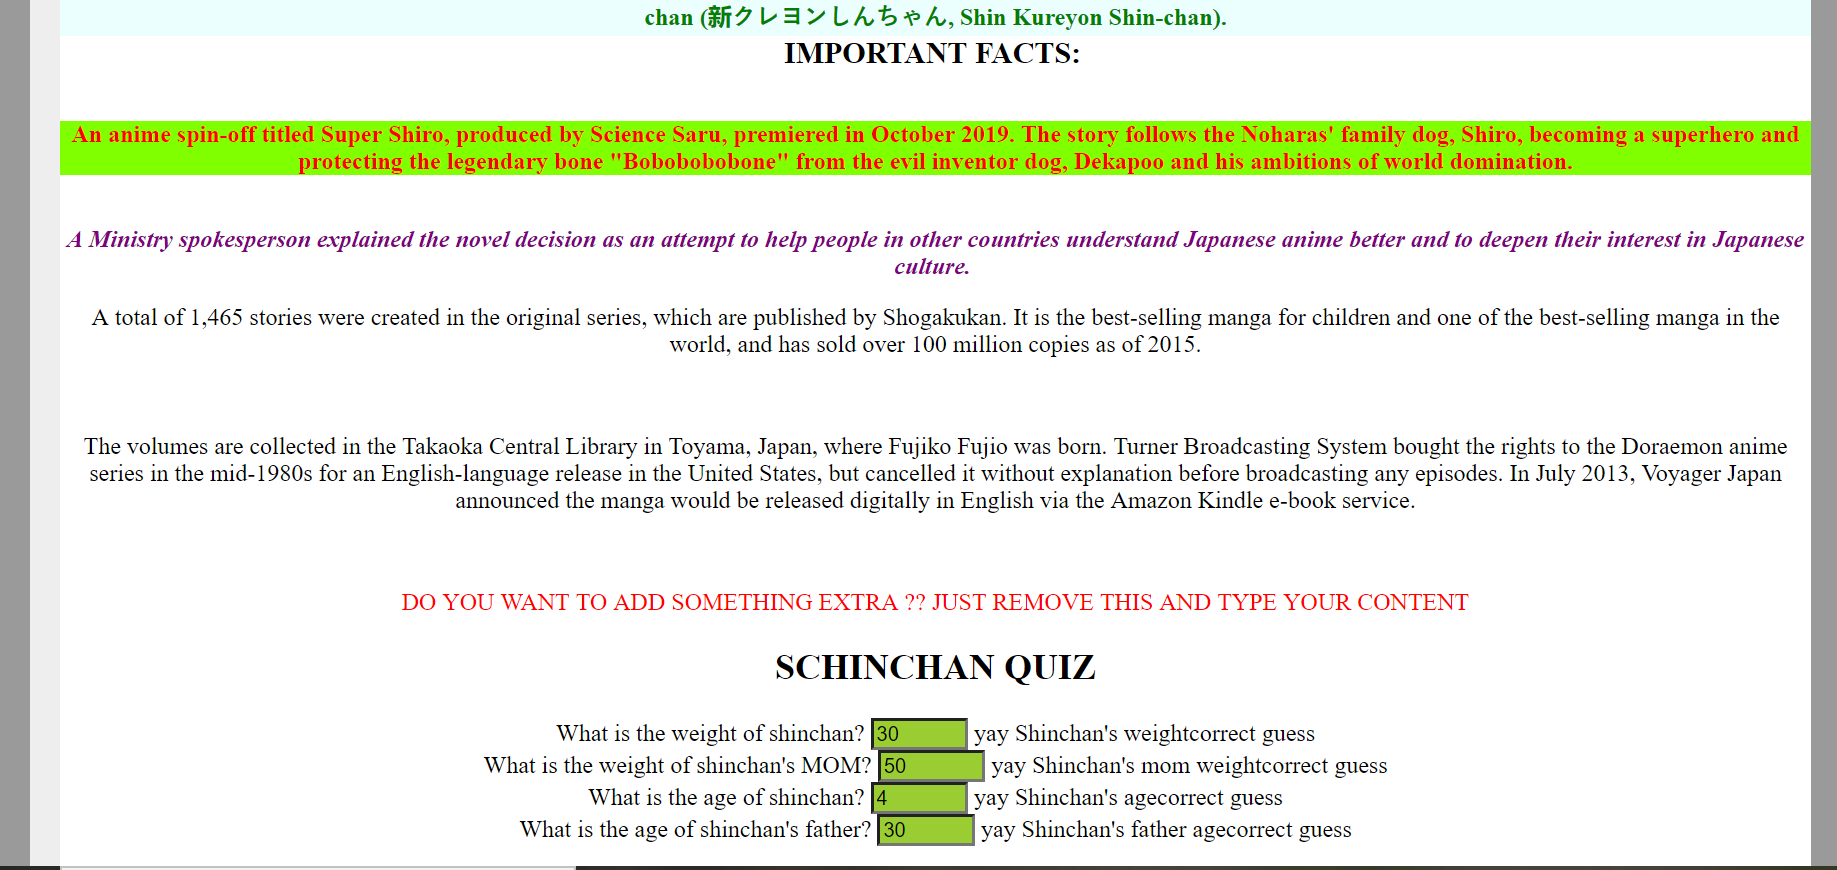 chan (新クレヨンしんちゃん, Shin Kureyon Shin-chan).
IMPORTANT FACTS:
An anime spin-off titled Super Shiro, produced by Science Saru, premiered in October 2019. The story follows the Noharas' family dog, Shiro, becoming a superhero and
protecting the legendary bone "Bobobobobone" from the evil inventor dog, Dekapoo and his ambitions of world domination.
A Ministry spokesperson explained the novel decision as an attempt to help people in other countries understand Japanese anime better and to deepen their interest in Japanese
culture.
A total of 1,465 stories were created in the original series, which are published by Shogakukan. It is the best-selling manga for children and one of the best-selling manga in the
world, and has sold over 100 million copies as of 2015.
The volumes are collected in the Takaoka Central Library in Toyama, Japan, where Fujiko Fujio was born. Turner Broadcasting System bought the rights to the Doraemon anime
series in the mid-1980s for an English-language release in the United States, but cancelled it without explanation before broadcasting any episodes. In July 2013, Voyager Japan
announced the manga would be released digitally in English via the Amazon Kindle e-book service.
DO YOU WANT TO ADD SOMETHING EXTRA ?? JUST REMOVE THIS AND TYPE YOUR CONTENT
SCHINCHAN QUIZ
What is the weight of shinchan? 30 yay Shinchan's weightcorrect guess
What is the weight of shinchan's MOM? 50 yay Shinchan's mom weightcorrect guess
What is the age of shinchan? 4 yay Shinchan's agecorrect guess
What is the age of shinchan's father? 30 yay Shinchan's father agecorrect guess